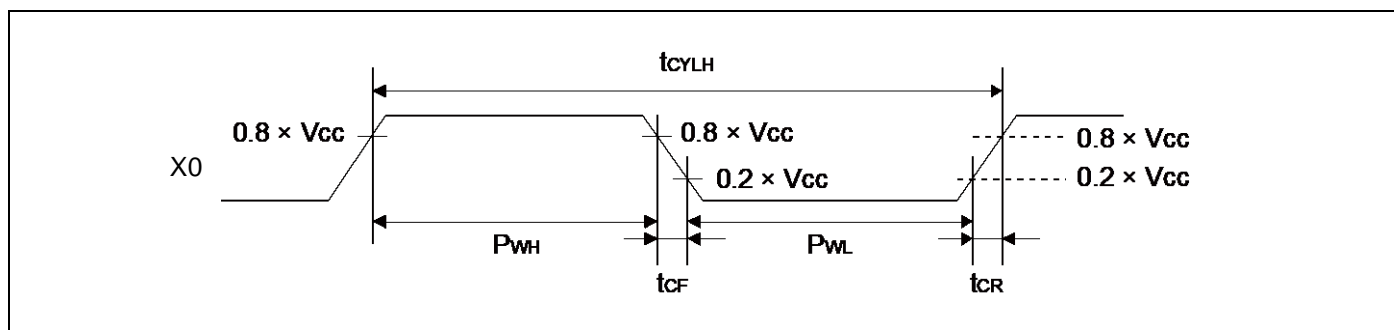 tCYLH
0.8 × Vcc
0.8 × Vcc
0.8 × Vcc
X0
0.2 × Vcc
0.2 × Vcc
PWH
PWL
tCF
tCR